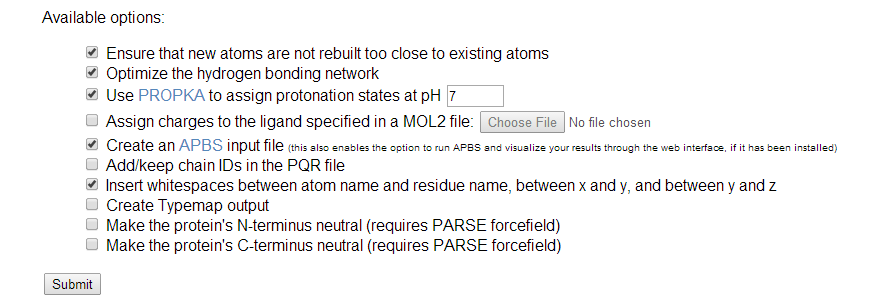 Available options:
Ensure that new atoms are not rebuilt too close to existing atoms
Optimize the hydrogen bonding network
Use PROPKA to assign protonation states at pH 7
Assign charges to the ligand specified in a MOL2 file: Choose File No file chosen
Create an APBS input file (this also enables the option to run APBS and visualize your results through the web interface, if it has been installed)
Add/keep chain IDs in the PQR file
Insert whitespaces between atom name and residue name, between x and y, and between y and z
Create Typemap output
Make the protein's N-terminus neutral (requires PARSE forcefield)
Make the protein's C-terminus neutral (requires PARSE forcefield)
Submit